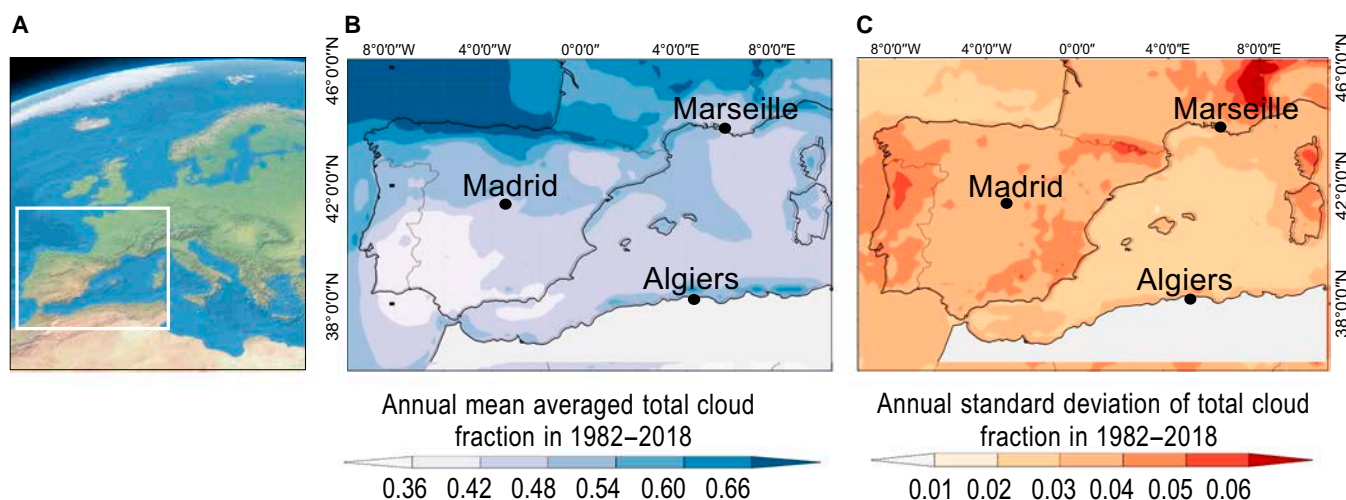 A
B
C
8°0'0"W 4°0'0"W 0°0'0" 4°0'0"E 8°0'0"E
46°0'0"N
42°0'0"N
38°0'0"N
Marseille
Madrid
Algiers
Annual mean averaged total cloud
fraction in 1982–2018
0.36 0.42 0.48 0.54 0.60 0.66
8°0'0"W 4°0'0"W 0°0'0" 4°0'0"E 8°0'0"E
46°0'0"N
42°0'0"N
38°0'0"N
Marseille
Madrid
Algiers
Annual standard deviation of total cloud
fraction in 1982–2018
0.01 0.02 0.03 0.04 0.05 0.06